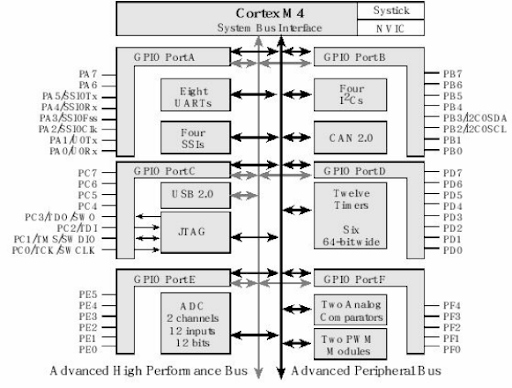 Cortex M4
System Bus Interface
Systick
NVIC
GPIO PortA
GPIO PortB
PA7
PA6
PA5/SSI0Tx
PA4/SSI0Rx
PA3/SSI0Fss
PA2/SSI0Clk
PA1/U0Tx
PA0/U0Rx
Eight
UARTs
Four
SSIs
Four
I2Cs
CAN 2.0
PB7
PB6
PB5
PB4
PB3/I2C0SDA
PB2/I2C0SCL
PB1
PB0
GPIO PortC
GPIO PortD
PC7
PC6
PC5
PC4
PC3/TDO/SWO
PC2/TDI
PC1/TMS/SWDIO
PC0/TCK/SWCLK
USB 2.0
JTAG
Twelve
Timers
Six
64-bit wide
PD7
PD6
PD5
PD4
PD3
PD2
PD1
PD0
GPIO PortE
GPIO PortF
PE5
PE4
PE3
PE2
PE1
PE0
ADC
2 channels
12 inputs
12 bits
Two Analog
Comparators
Two PWM
Modules
PF4
PF3
PF2
PF1
PF0
Advanced High Performance Bus
Advanced Peripheral Bus